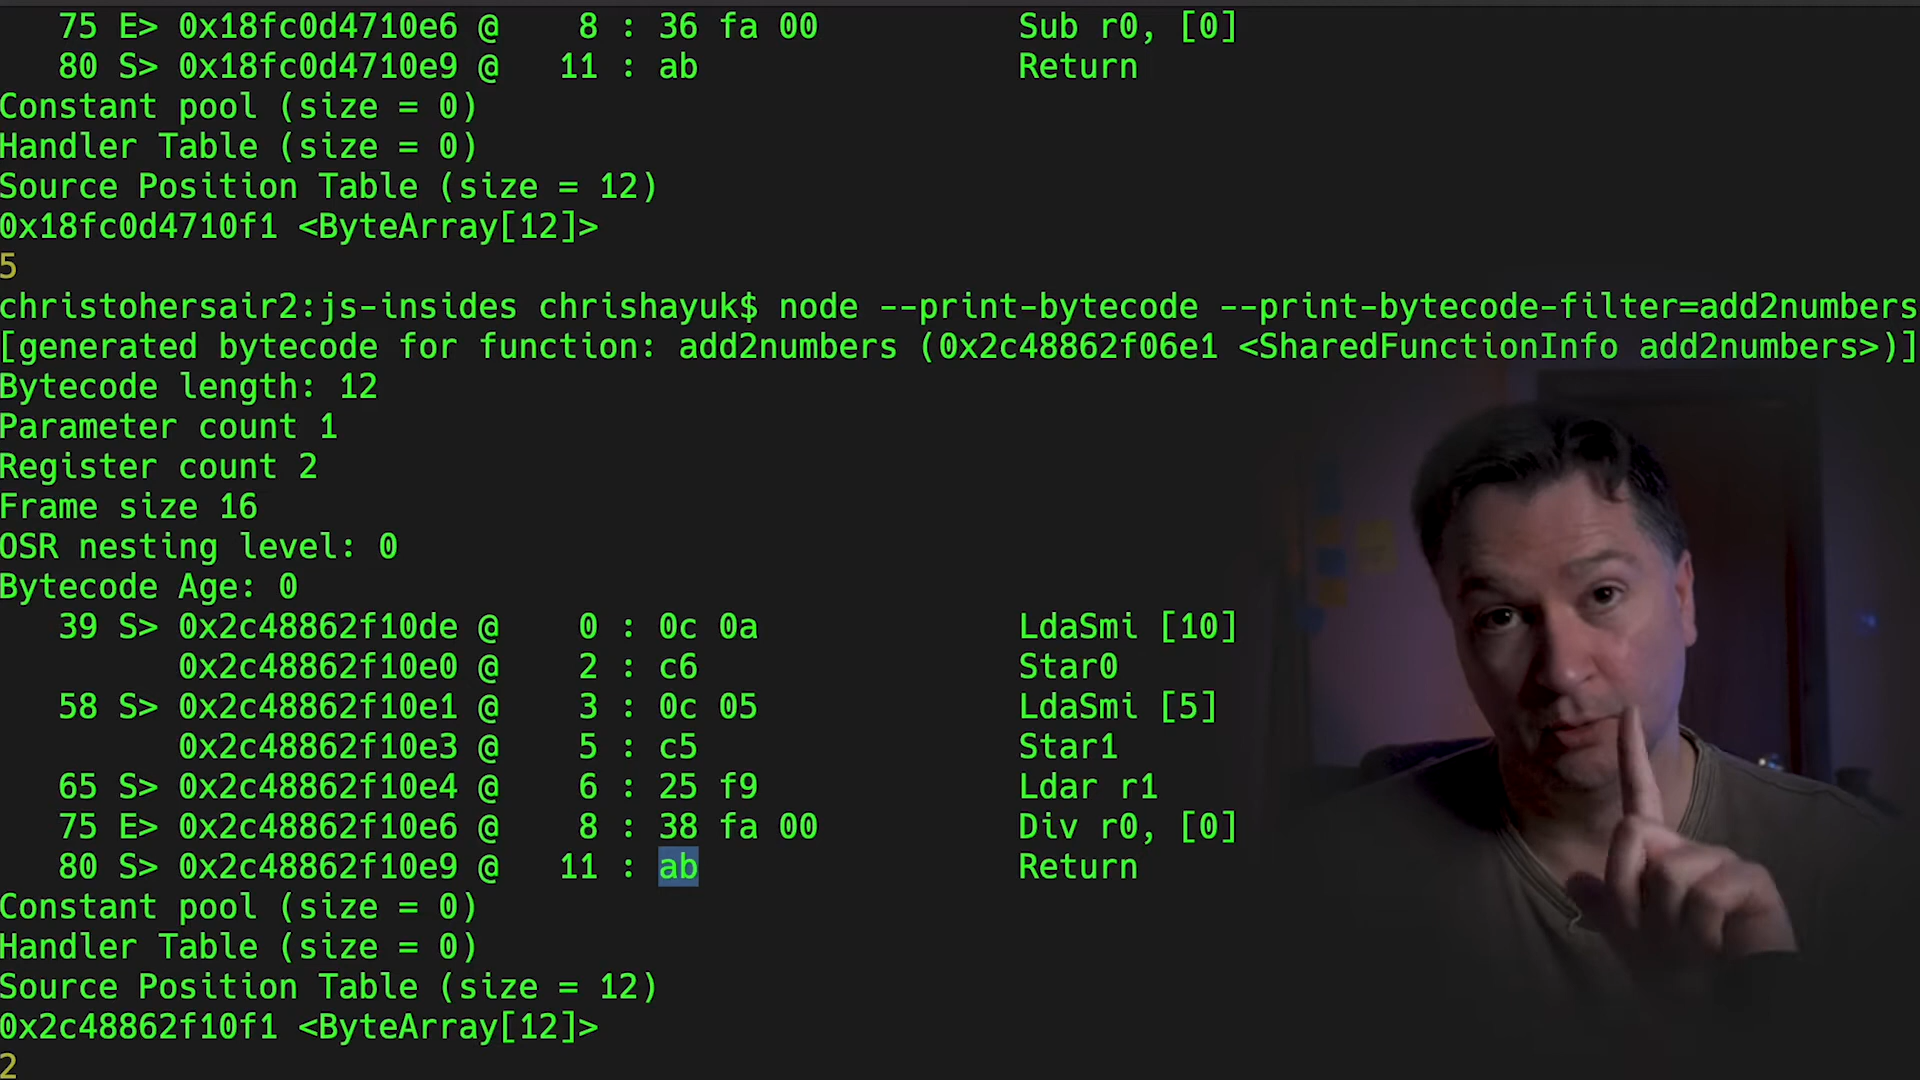 75 E> 0x18fc0d4710e6 @ 8 : 36 fa 00 Sub r0, [0]
80 S> 0x18fc0d4710e9 @ 11 : ab Return
Constant pool (size = 0)
Handler Table (size = 0)
Source Position Table (size = 12)
0x18fc0d4710f1 <ByteArray[12]>
5
christohersair2:js-insides chrishayuk$ node --print-bytecode --print-bytecode-filter=add2numbers
[generated bytecode for function: add2numbers (0x2c48862f06e1 <SharedFunctionInfo add2numbers>)]
Bytecode length: 12
Parameter count 1
Register count 2
Frame size 16
OSR nesting level: 0
Bytecode Age: 0
39 S> 0x2c48862f10de @ 0 : 0c 0a LdaSmi [10]
0x2c48862f10e0 @ 2 : c6 Star0
58 S> 0x2c48862f10e1 @ 3 : 0c 05 LdaSmi [5]
0x2c48862f10e3 @ 5 : c5 Star1
65 S> 0x2c48862f10e4 @ 6 : 25 f9 Ldar r1
75 E> 0x2c48862f10e6 @ 8 : 38 fa 00 Div r0, [0]
80 S> 0x2c48862f10e9 @ 11 : ab Return
Constant pool (size = 0)
Handler Table (size = 0)
Source Position Table (size = 12)
0x2c48862f10f1 <ByteArray[12]>
2